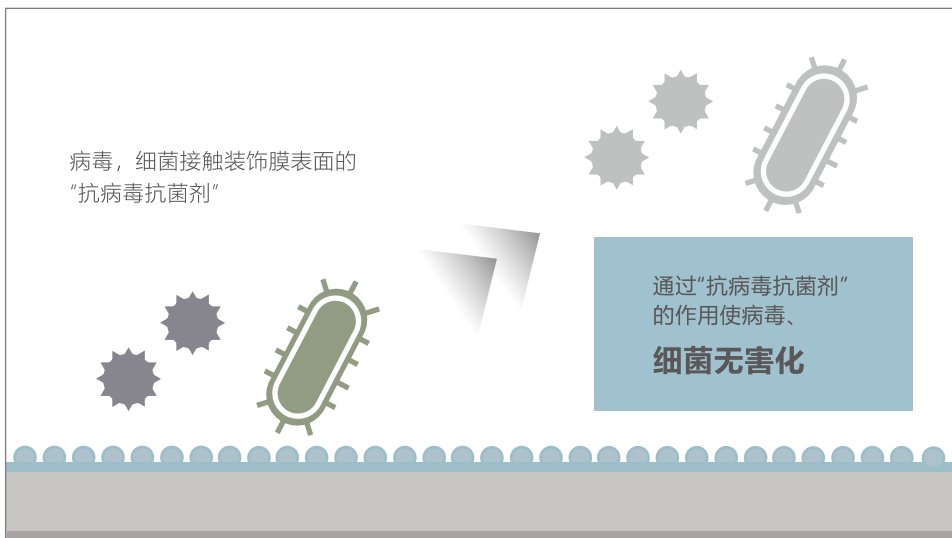 病毒，细菌接触装饰膜表面的
“抗病毒抗菌剂”
通过“抗病毒抗菌剂”
的作用使病毒、
细菌无害化